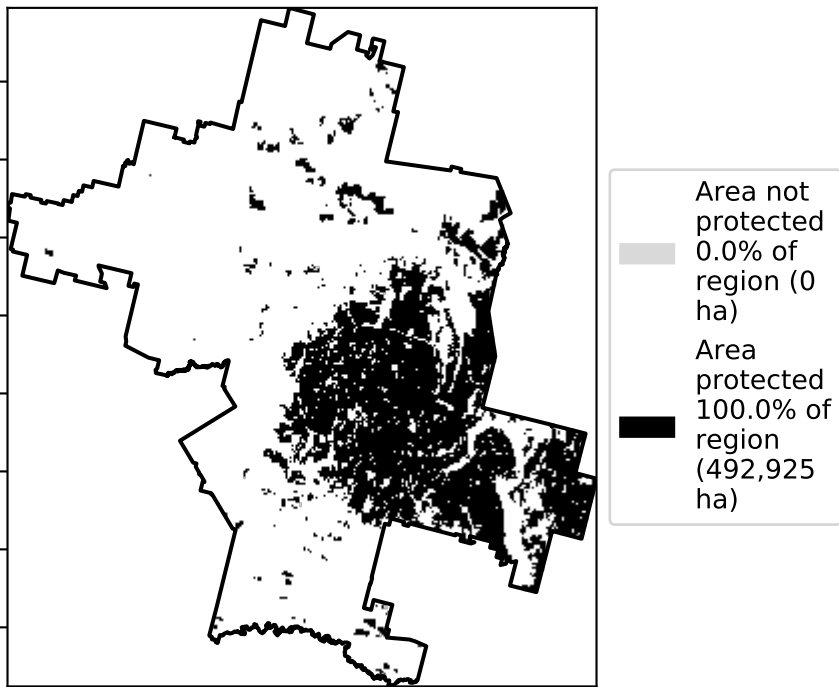 Area not
protected
0.0% of
region (0
ha)
Area
protected
100.0% of
region
(492,925
ha)